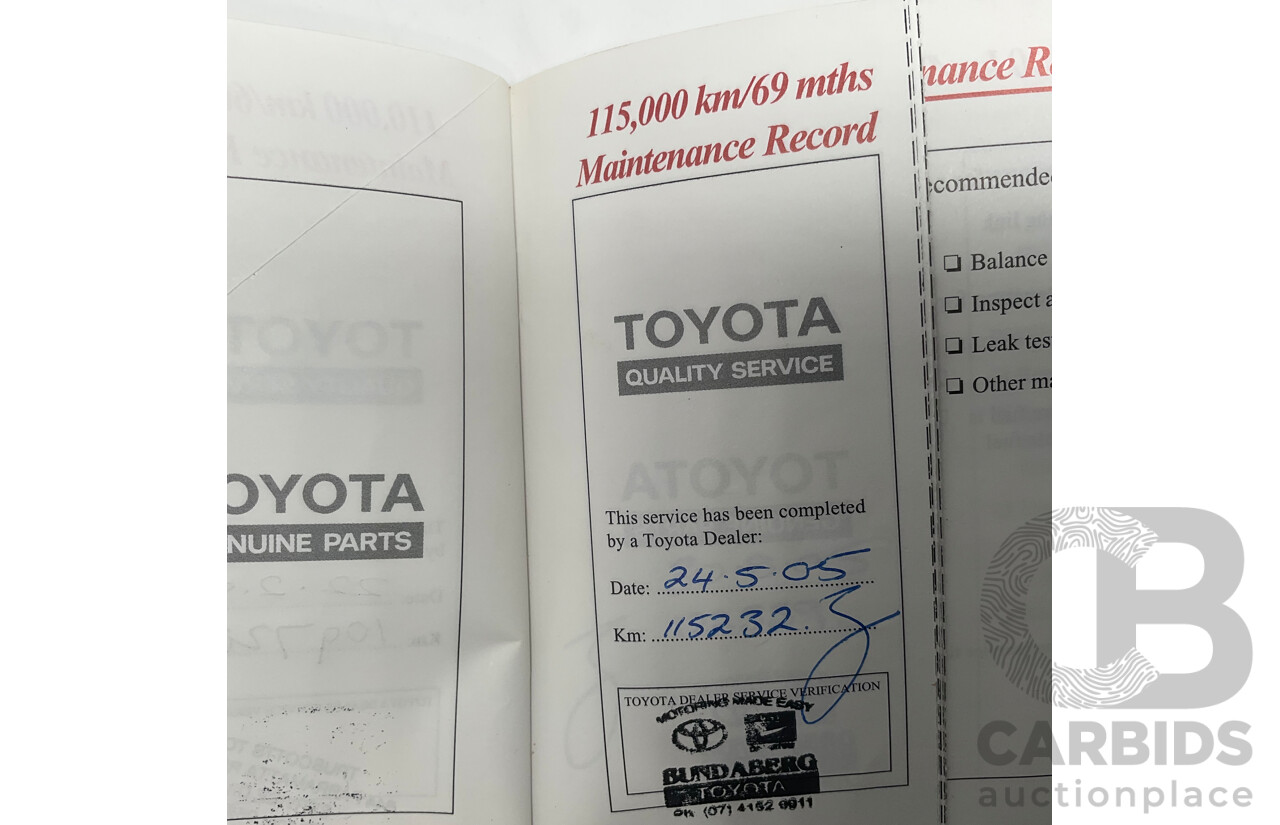 OYOTA
NUINE PARTS
115,000 km/69 mths
Maintenance Record
TOYOTA
QUALITY SERVICE
This service has been completed
by a Toyota Dealer:
Date: 24.5.05
Km: 115232.
TOYOTA DEALER SERVICE VERIFICATION
MOTORING MADE EASY
BUNDABERG
TOYOTA
PH. (07) 4152 0911
nance R
ecommende
❏ Balance
❏ Inspect a
❏ Leak tes
❏ Other ma
CB
CARBIDS
auctionplace